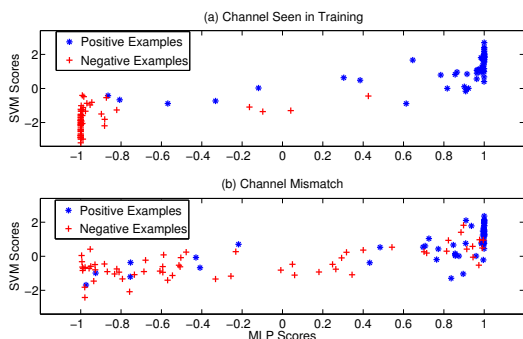 (a) Channel Seen in Training
Positive Examples
Negative Examples
SVM Scores
2
0
−2
−1 −0.8 −0.6 −0.4 −0.2 0 0.2 0.4 0.6 0.8 1
(b) Channel Mismatch
Positive Examples
Negative Examples
SVM Scores
2
0
−2
−1 −0.8 −0.6 −0.4 −0.2 0 0.2 0.4 0.6 0.8 1
MLP Scores